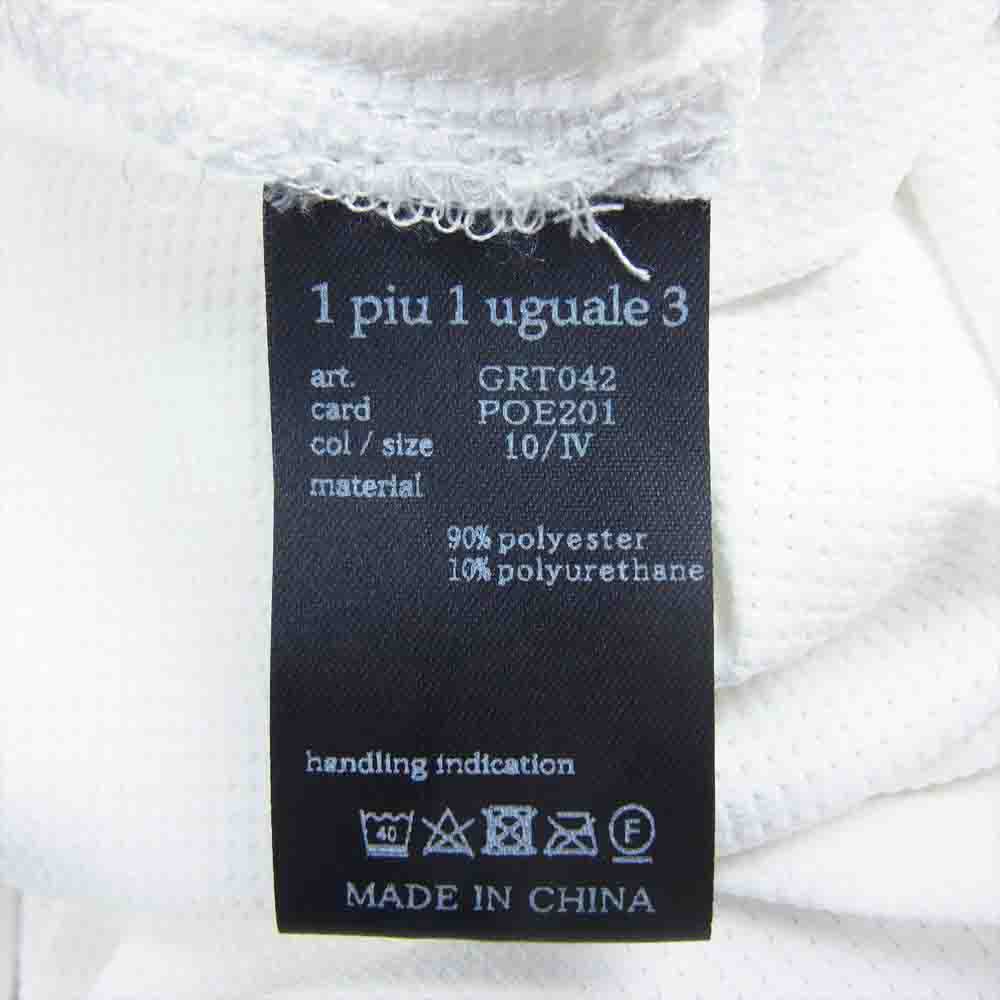 1 piu 1 uguale 3
art. GRT042
card POE201
col / size 10/IV
material
90% polyester
10% polyurethane
handling indication
40 F
MADE IN CHINA